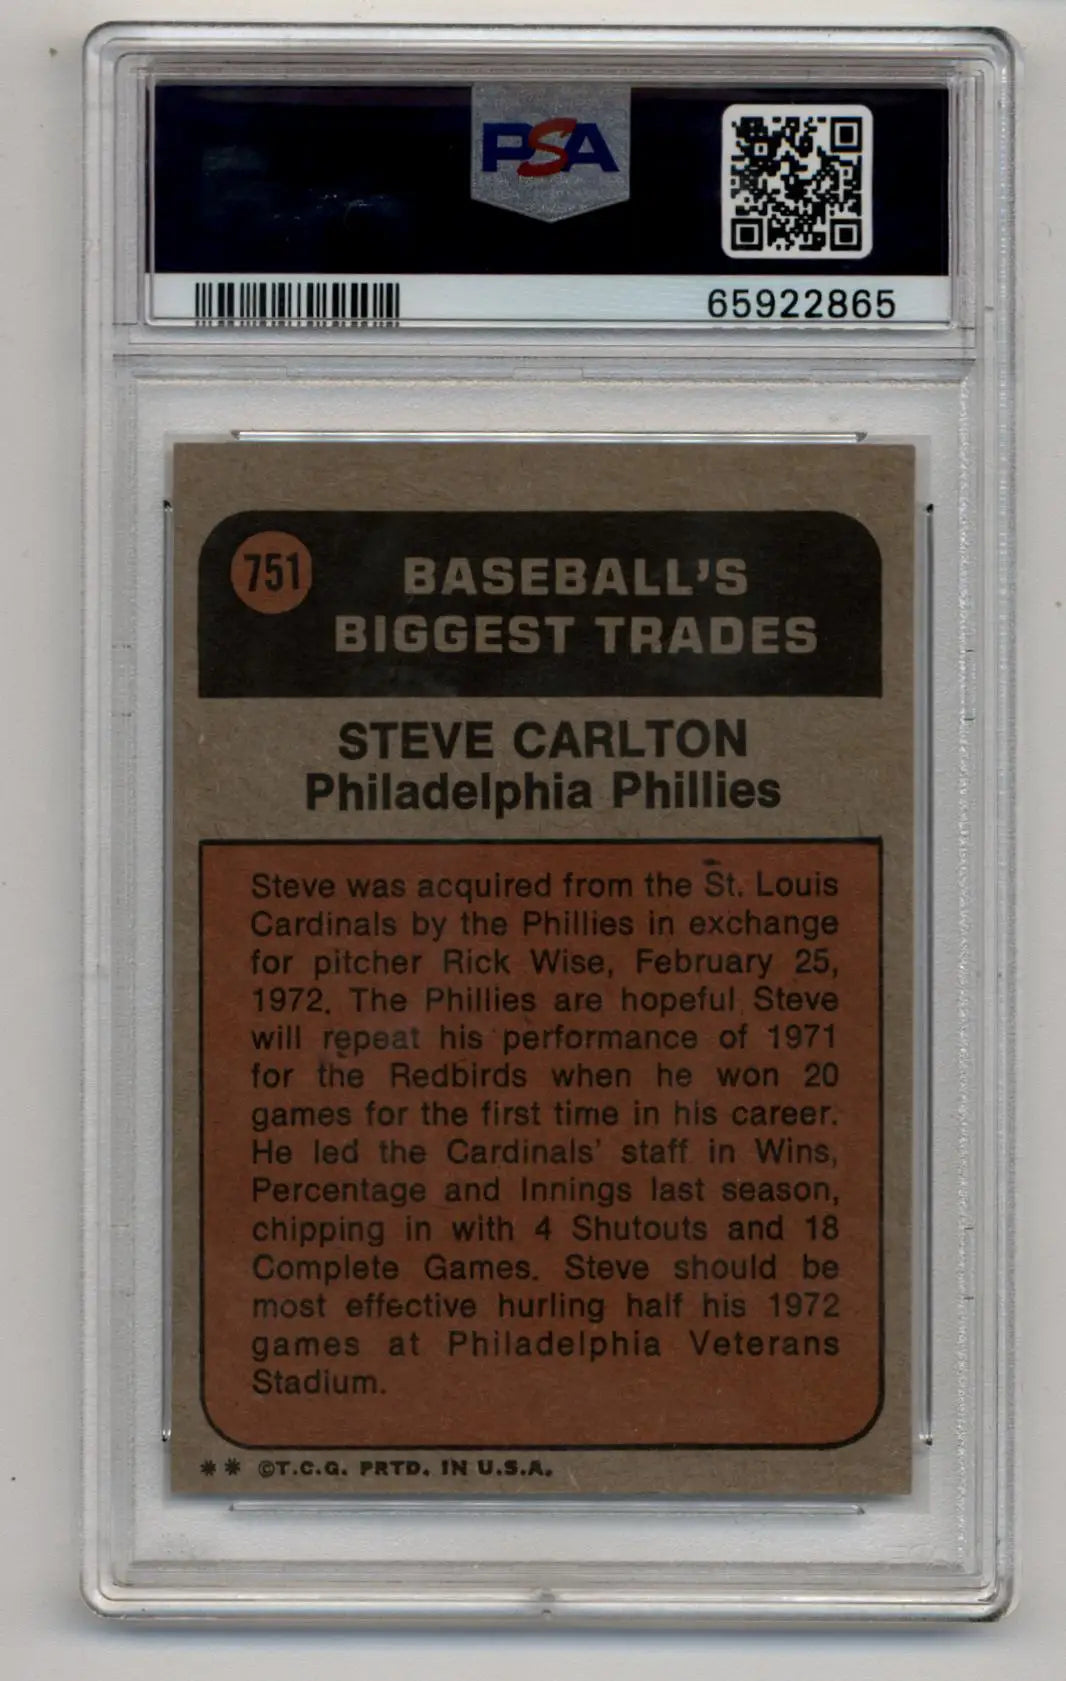 PSA
65922865
751
BASEBALL'S
BIGGEST TRADES
STEVE CARLTON
Philadelphia Phillies
Steve was acquired from the St. Louis
Cardinals by the Phillies in exchange
for pitcher Rick Wise, February 25,
1972. The Phillies are hopeful Steve
will repeat his performance of 1971
for the Redbirds when he won 20
games for the first time in his career.
He led the Cardinals' staff in Wins,
Percentage and Innings last season,
chipping in with 4 Shutouts and 18
Complete Games. Steve should be
most effective hurling half his 1972
games at Philadelphia Veterans
Stadium.
** ©T.C.G. PRTD. IN U.S.A.